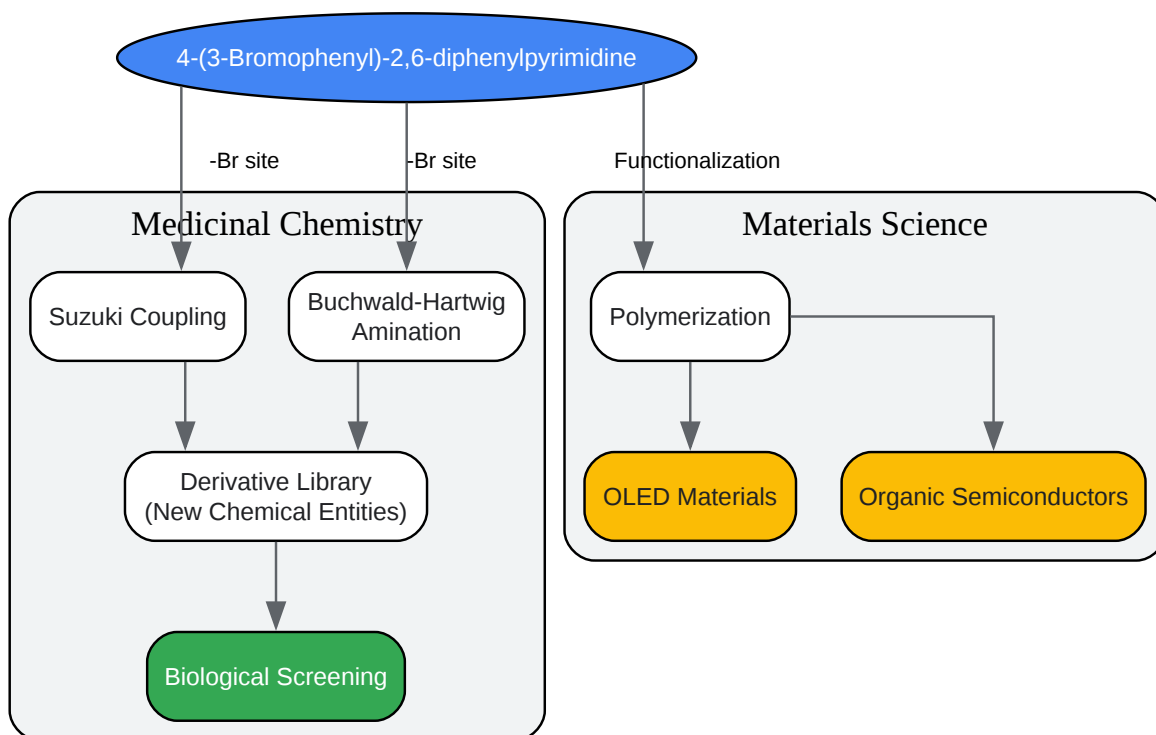 4-(3-Bromophenyl)-2,6-diphenylpyrimidine
-Br site
-Br site
Functionalization
Medicinal Chemistry
Materials Science
Suzuki Coupling
Buchwald-Hartwig
Amination
Polymerization
Derivative Library
(New Chemical Entities)
OLED Materials
Organic Semiconductors
Biological Screening